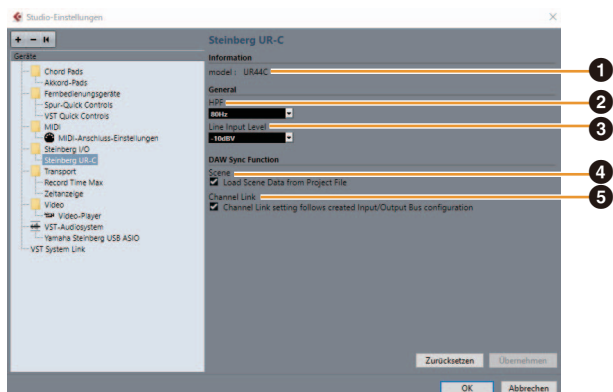 Studio-Einstellungen
Geräte
Chord Pads
Akkord-Pads
Fernbedienungsgeräte
Spur-Quick Controls
VST Quick Controls
MIDI
MIDI-Anschluss-Einstellungen
Steinberg I/O
Steinberg UR-C
Transport
Record Time Max
Zeitanzeige
Video
Video-Player
VST-Audiosystem
Yamaha Steinberg USB ASIO
VST System Link
Steinberg UR-C
Information
model : UR44C
1
General
HPF
2
80Hz
Line Input Level
3
-10dBV
DAW Sync Function
Scene
4
Load Scene Data from Project File
Channel Link
5
Channel Link setting follows created Input/Output Bus configuration
Zurücksetzen
Übernehmen
OK
Abbrechen